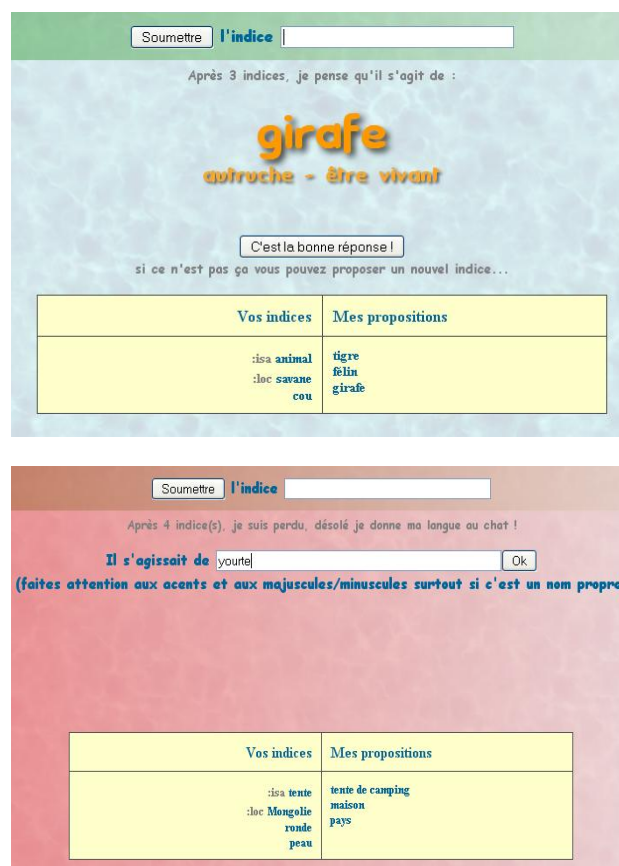 Soumettre l'indice
Après 3 indices, je pense qu'il s'agit de :
girafe
autruche - être vivant
C'est la bonne réponse !
si ce n'est pas ça vous pouvez proposer un nouvel indice...
Vos indices Mes propositions
:isa animal tigre
:loc savane félin
cou girafe
Soumettre l'indice
Après 4 indice(s), je suis perdu, désolé je donne ma langue au chat !
Il s'agissait de yourte Ok
(faites attention aux acents et aux majuscules/minuscules surtout si c'est un nom propre
Vos indices Mes propositions
:isa tente tente de camping
:loc Mongolie maison
ronde pays
peau